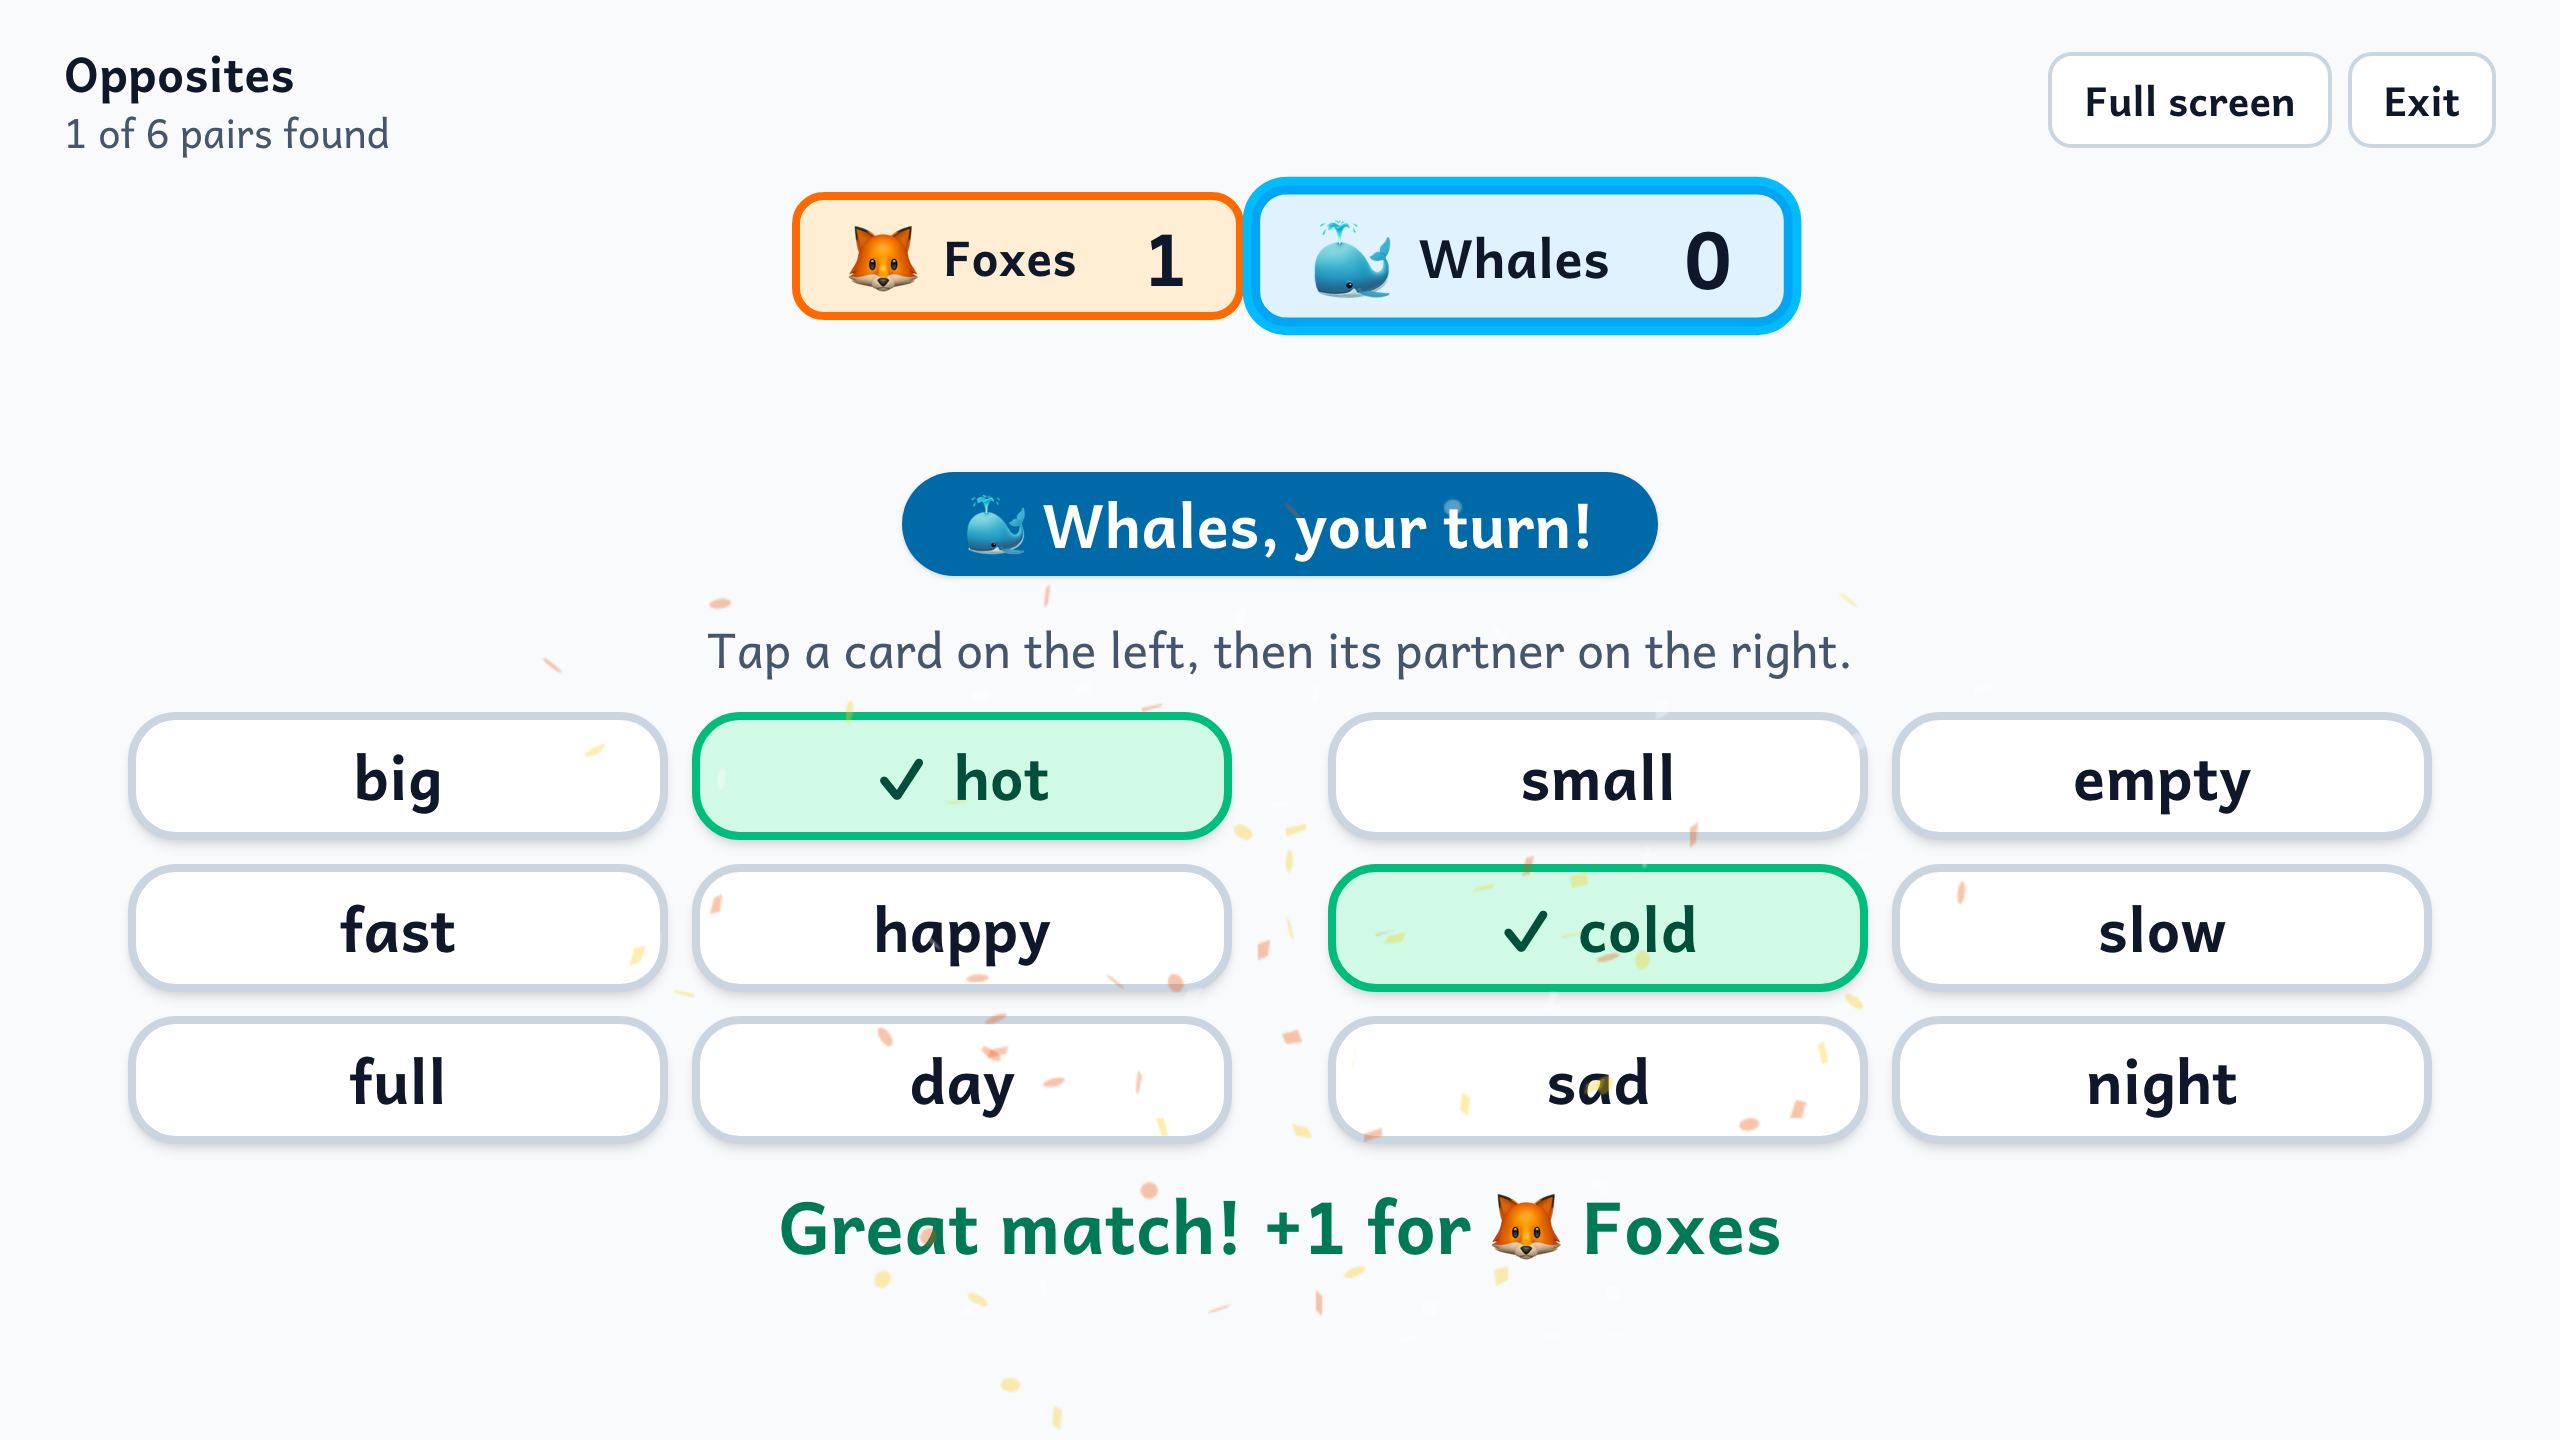 Opposites
1 of 6 pairs found
Full screen
Exit
Foxes 1
Whales 0
Whales, your turn!
Tap a card on the left, then its partner on the right.
big
hot
small
empty
fast
happy
cold
slow
full
day
sad
night
Great match! +1 for Foxes